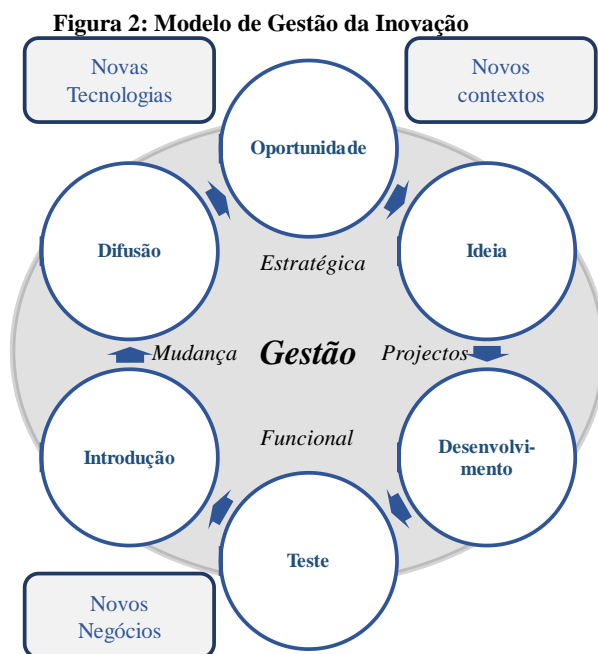 Figura 2: Modelo de Gestão da Inovação
Novas
Tecnologias
Novos
contextos
Oportunidade
Difusão
Estratégica
Ideia
Mudança
Gestão
Projectos
Introdução
Funcional
Desenvolvi-
mento
Teste
Novos
Negócios